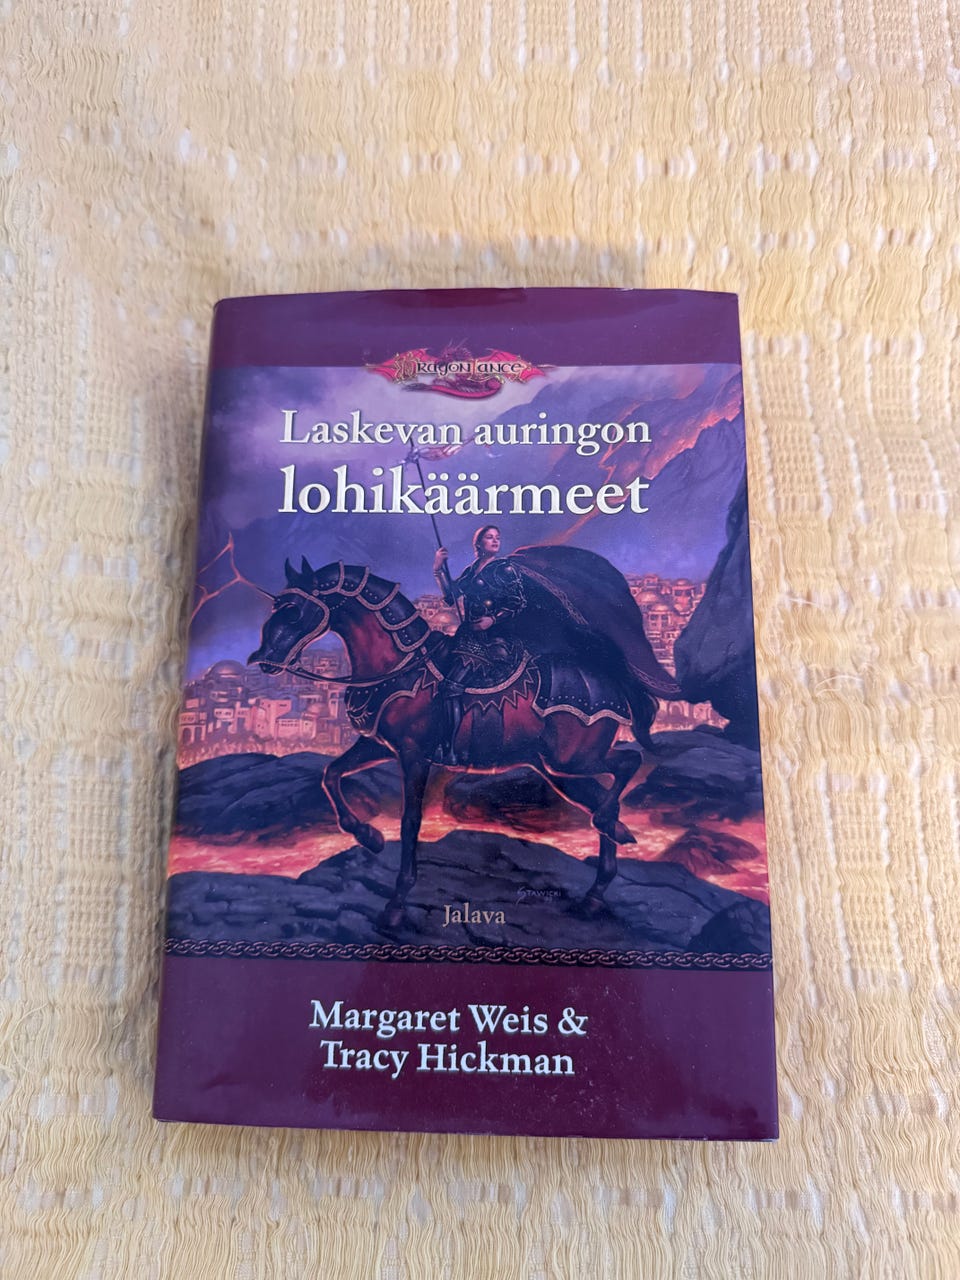 DRAGONLANCE
Laskevan auringon
lohikäärmeet
STAWICKI
Jalava
Margaret Weis &
Tracy Hickman